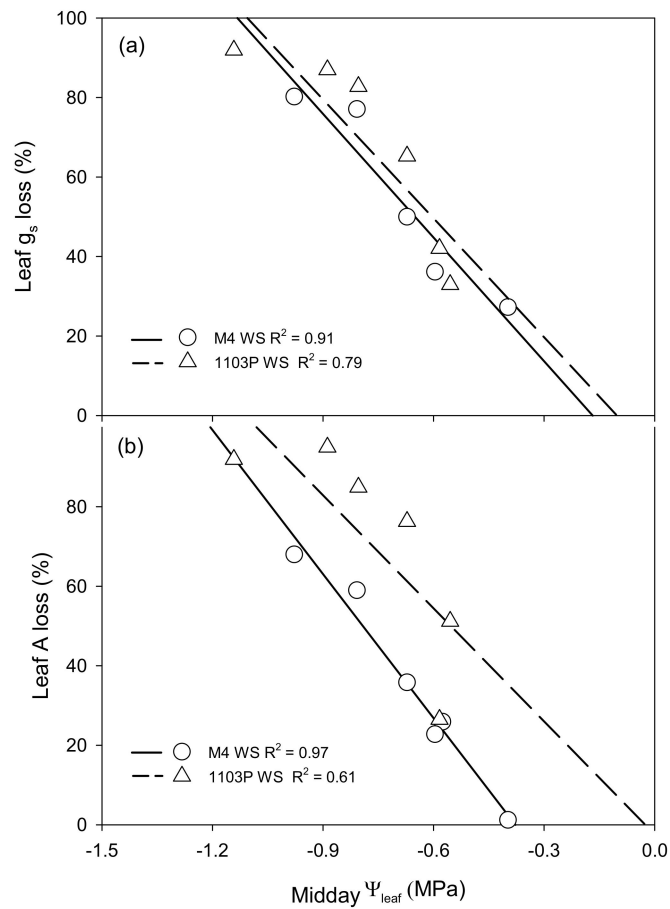 100
(a)
80
60
40
20
0
Leaf gₛ loss (%)
M4 WS R² = 0.91
1103P WS R² = 0.79
(b)
80
60
40
20
0
Leaf A loss (%)
M4 WS R² = 0.97
1103P WS R² = 0.61
-1.5 -1.2 -0.9 -0.6 -0.3 0.0
Midday Ψleaf (MPa)